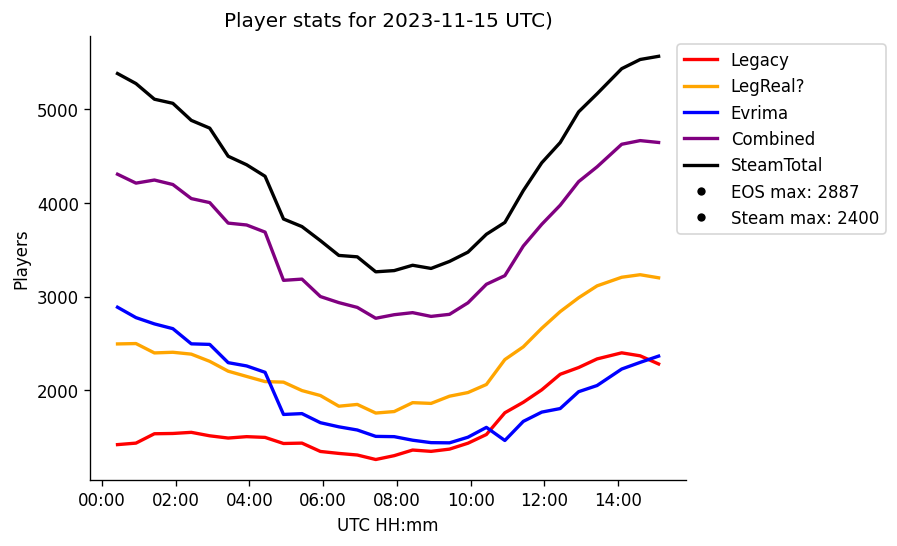 Player stats for 2023-11-15 UTC)
Legacy
LegReal?
Evrima
Combined
SteamTotal
EOS max: 2887
Steam max: 2400
5000
4000
3000
2000
Players
00:00 02:00 04:00 06:00 08:00 10:00 12:00 14:00
UTC HH:mm